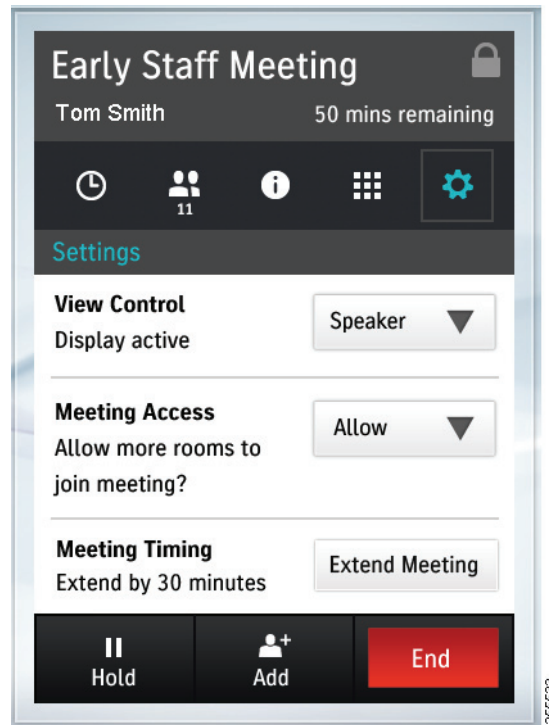 Early Staff Meeting
Tom Smith 50 mins remaining
11
Settings
View Control
Display active
Speaker
Meeting Access
Allow more rooms to
join meeting?
Allow
Meeting Timing
Extend by 30 minutes
Extend Meeting
Hold Add End